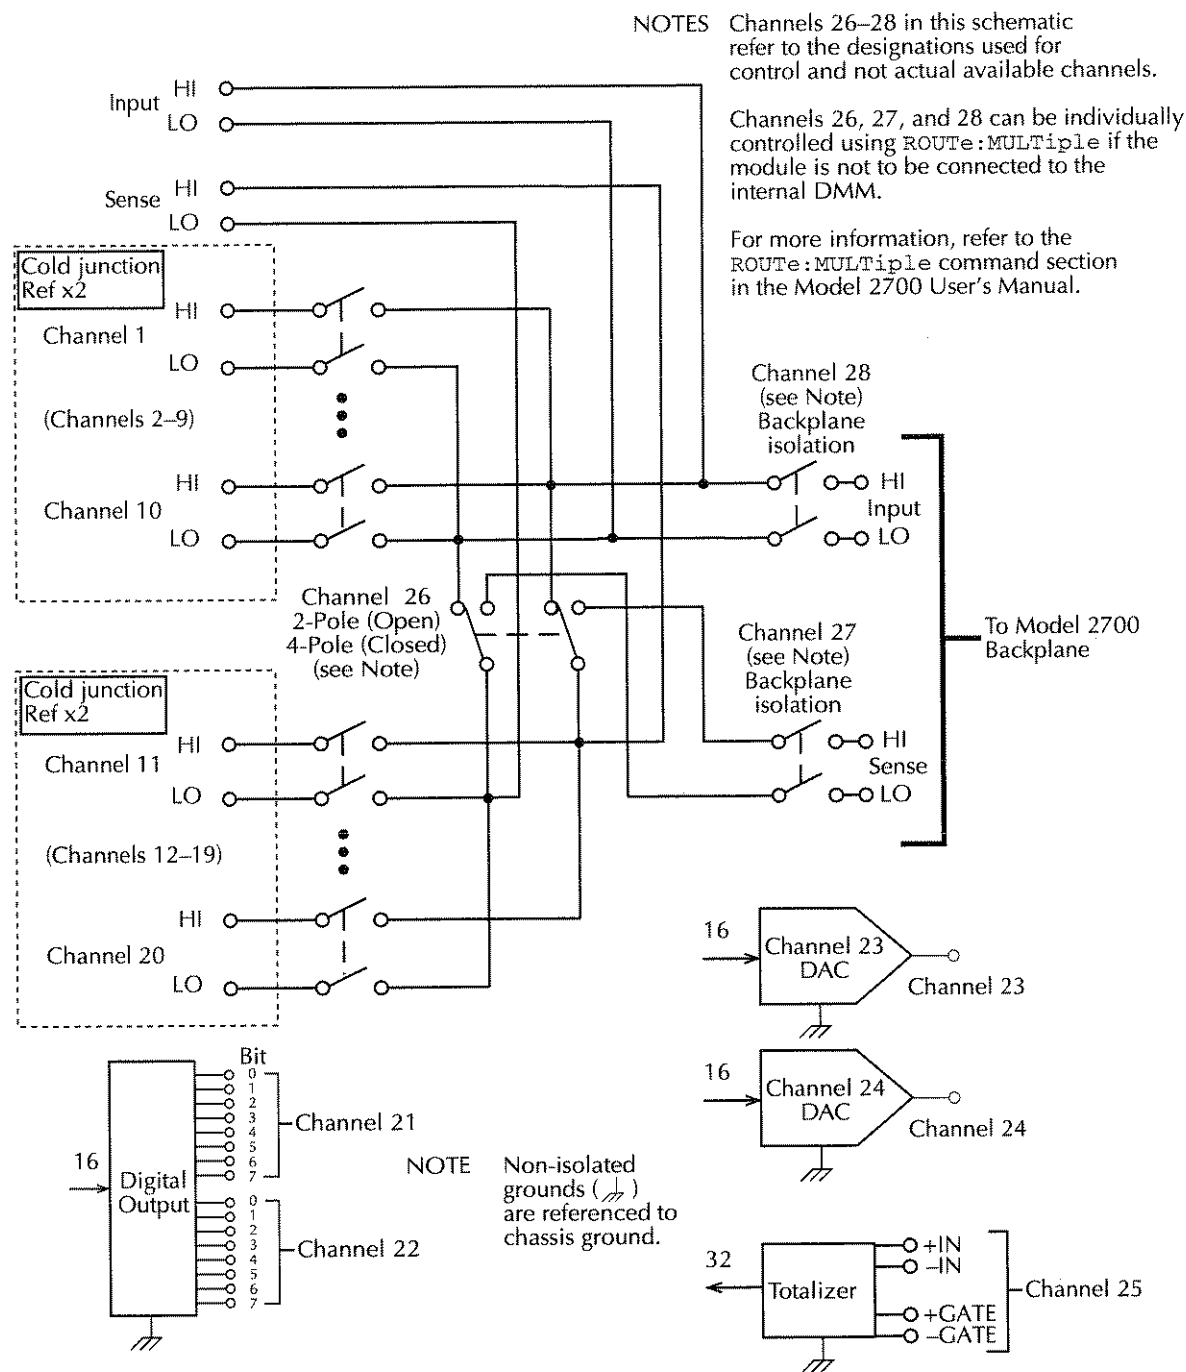 NOTES Channels 26–28 in this schematic
refer to the designations used for
control and not actual available channels.
Channels 26, 27, and 28 can be individually
controlled using ROUTe:MULTiple if the
module is not to be connected to the
internal DMM.
For more information, refer to the
ROUTe:MULTiple command section
in the Model 2700 User's Manual.
Input HI
LO
Sense HI
LO
Cold junction
Ref x2
HI
Channel 1
LO
(Channels 2–9)
HI
Channel 10
LO
Channel 28
(see Note)
Backplane
isolation
HI
Input
LO
Channel 26
2-Pole (Open)
4-Pole (Closed)
(see Note)
Channel 27
(see Note)
Backplane
isolation
HI
Sense
LO
To Model 2700
Backplane
Cold junction
Ref x2
HI
Channel 11
LO
(Channels 12–19)
HI
Channel 20
LO
16
Channel 23
DAC
Channel 23
16
Channel 24
DAC
Channel 24
Bit
0
1
2
3
4
5
6
7
Channel 21
16
Digital
Output
0
1
2
3
4
5
6
7
Channel 22
NOTE Non-isolated
grounds ( )
are referenced to
chassis ground.
32
Totalizer
+IN
–IN
+GATE
–GATE
Channel 25